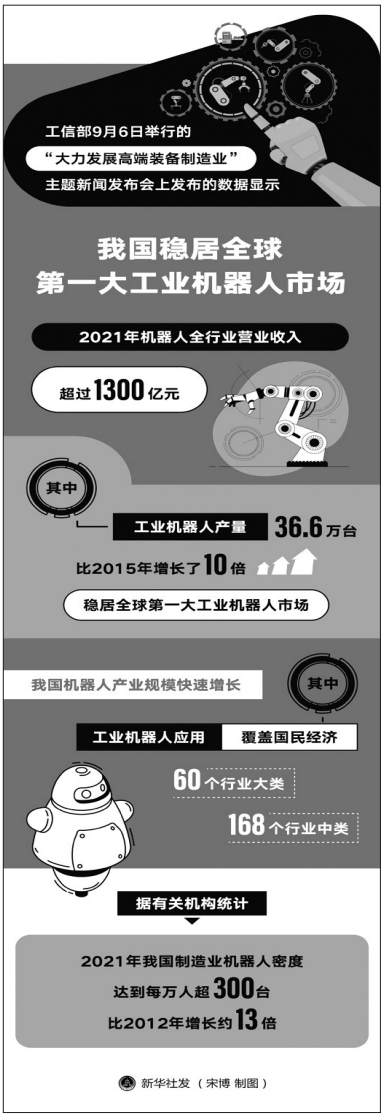 工信部9月6日举行的
“大力发展高端装备制造业”
主题新闻发布会上发布的数据显示
我国稳居全球
第一大工业机器人市场
2021年机器人全行业营业收入
超过1300亿元
其中
工业机器人产量 36.6万台
比2015年增长了10倍
稳居全球第一大工业机器人市场
我国机器人产业规模快速增长
其中
工业机器人应用 覆盖国民经济
60个行业大类
168个行业中类
据有关机构统计
2021年我国制造业机器人密度
达到每万人超300台
比2012年增长约13倍
新华社发（宋博 制图）